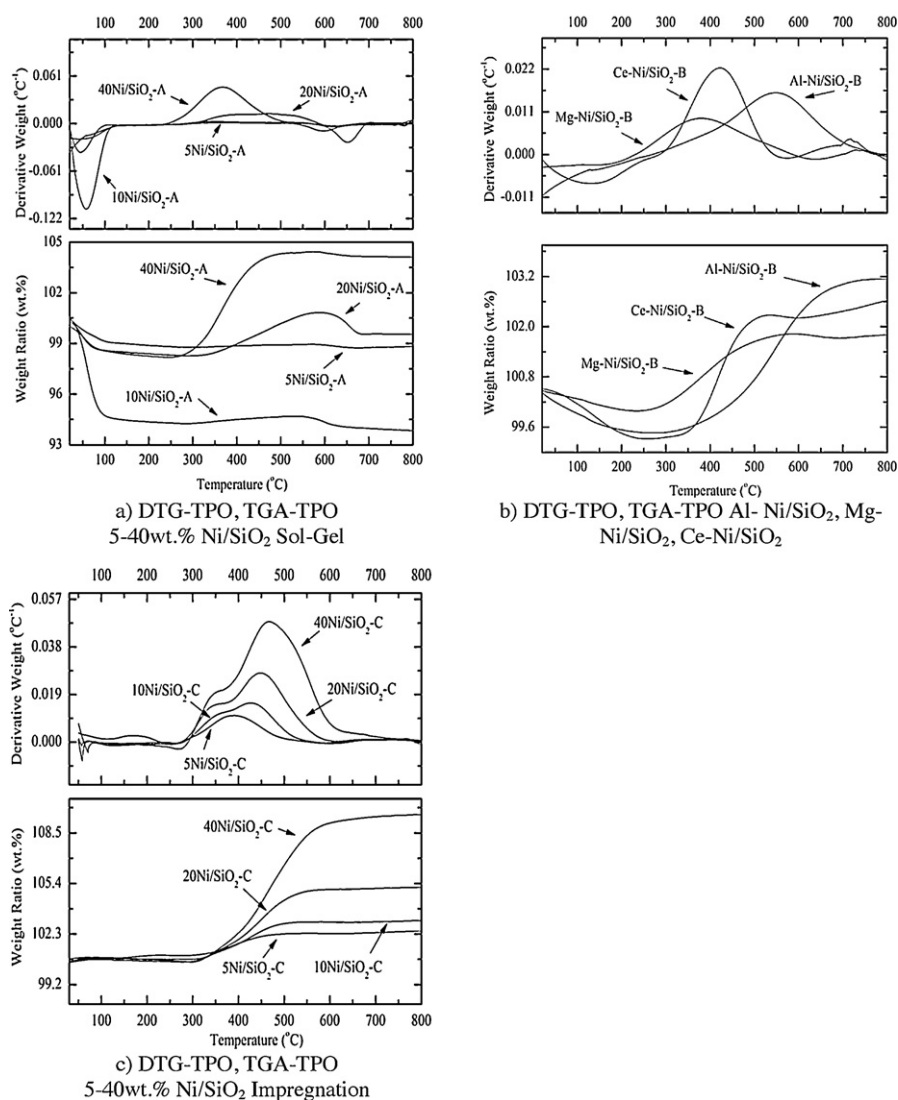 100 200 300 400 500 600 700 800
0.061
0.000
-0.061
-0.122
Derivative Weight (°C⁻¹)
40Ni/SiO₂-A
20Ni/SiO₂-A
5Ni/SiO₂-A
10Ni/SiO₂-A
105
102
99
96
93
Weight Ratio (wt.%)
40Ni/SiO₂-A
20Ni/SiO₂-A
5Ni/SiO₂-A
10Ni/SiO₂-A
100 200 300 400 500 600 700 800
Temperature (°C)
a) DTG-TPO, TGA-TPO
5-40wt.% Ni/SiO₂ Sol-Gel
100 200 300 400 500 600 700 800
0.022
0.011
0.000
-0.011
Derivative Weight (°C⁻¹)
Ce-Ni/SiO₂-B
Al-Ni/SiO₂-B
Mg-Ni/SiO₂-B
103.2
102.0
100.8
99.6
Weight Ratio (wt.%)
Al-Ni/SiO₂-B
Ce-Ni/SiO₂-B
Mg-Ni/SiO₂-B
100 200 300 400 500 600 700 800
Temperature (°C)
b) DTG-TPO, TGA-TPO Al- Ni/SiO₂, Mg-
Ni/SiO₂, Ce-Ni/SiO₂
100 200 300 400 500 600 700 800
0.057
0.038
0.019
0.000
Derivative Weight (°C⁻¹)
40Ni/SiO₂-C
10Ni/SiO₂-C
20Ni/SiO₂-C
5Ni/SiO₂-C
108.5
105.4
102.3
99.2
Weight Ratio (wt.%)
40Ni/SiO₂-C
20Ni/SiO₂-C
5Ni/SiO₂-C
10Ni/SiO₂-C
100 200 300 400 500 600 700 800
Temperature (°C)
c) DTG-TPO, TGA-TPO
5-40wt.% Ni/SiO₂ Impregnation